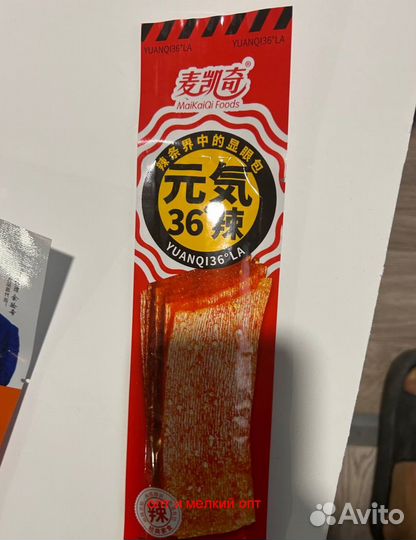 YUANQI36°LA
YUANQI36°LA
麦凯奇®
MaiKaiQi Foods
辣条界中的显眼包
元気
36°辣
YUANQI36°LA
辣
опт и мелкий опт
Avito